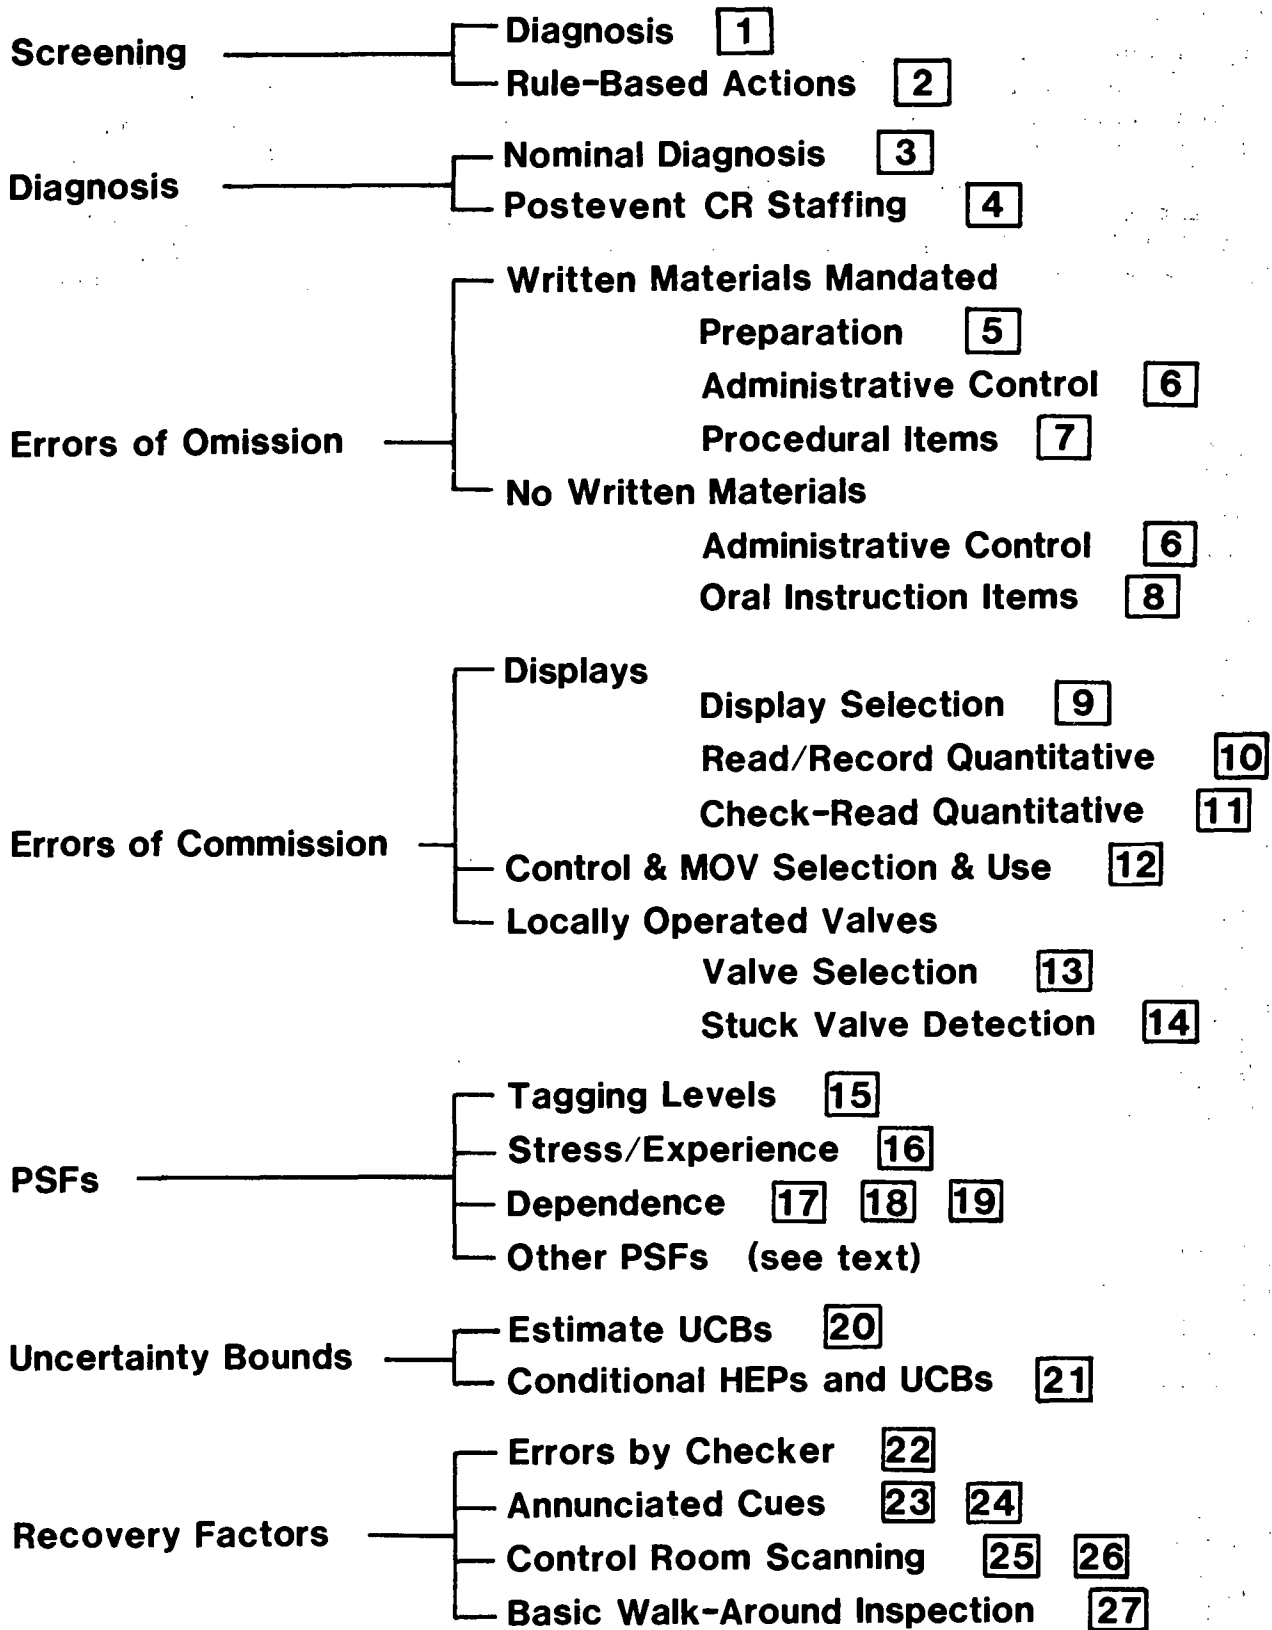 Diagnosis 1
Screening
Rule-Based Actions 2
Nominal Diagnosis 3
Diagnosis
Postevent CR Staffing 4
Written Materials Mandated
Preparation 5
Administrative Control 6
Errors of Omission
Procedural Items 7
No Written Materials
Administrative Control 6
Oral Instruction Items 8
Displays
Display Selection 9
Read/Record Quantitative 10
Check-Read Quantitative 11
Errors of Commission
Control & MOV Selection & Use 12
Locally Operated Valves
Valve Selection 13
Stuck Valve Detection 14
Tagging Levels 15
Stress/Experience 16
PSFs
Dependence 17 18 19
Other PSFs (see text)
Estimate UCBs 20
Uncertainty Bounds
Conditional HEPs and UCBs 21
Errors by Checker 22
Annunciated Cues 23 24
Recovery Factors
Control Room Scanning 25 26
Basic Walk-Around Inspection 27